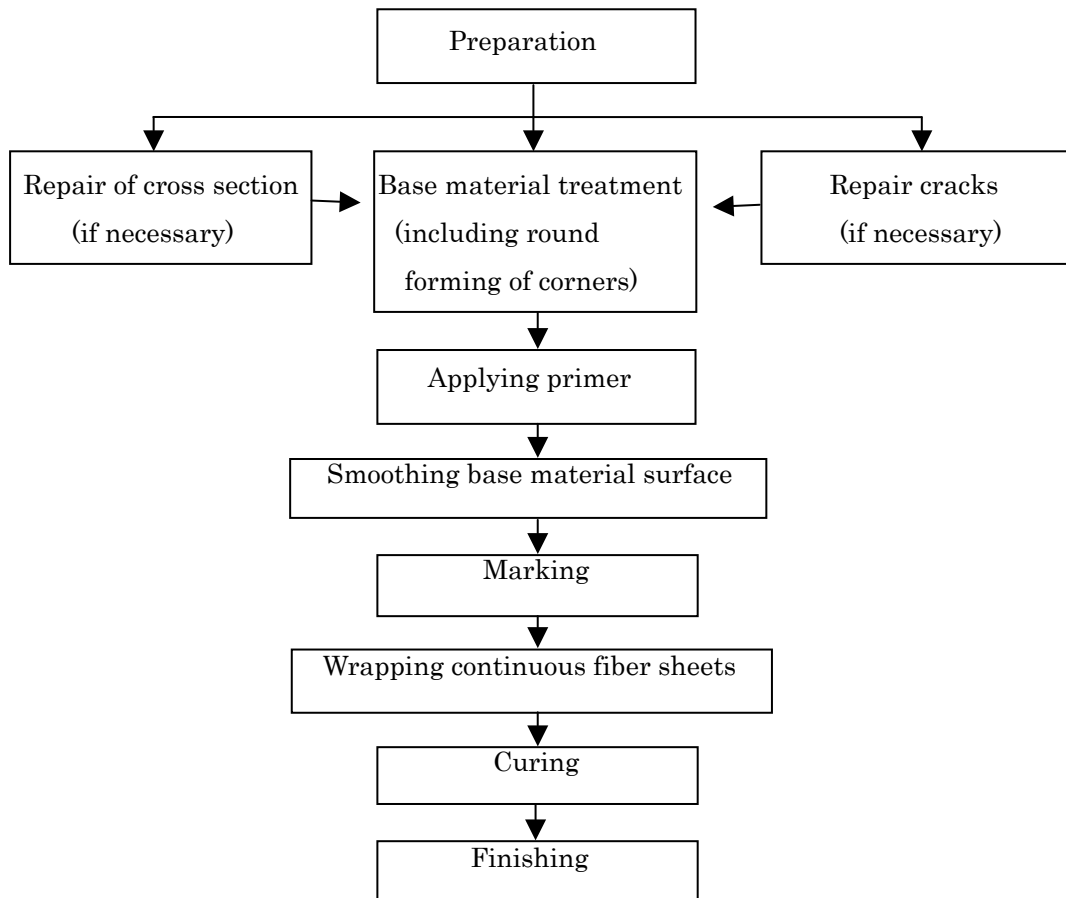 Preparation
Repair of cross section
(if necessary)
Base material treatment
(including round
forming of corners)
Repair cracks
(if necessary)
Applying primer
Smoothing base material surface
Marking
Wrapping continuous fiber sheets
Curing
Finishing